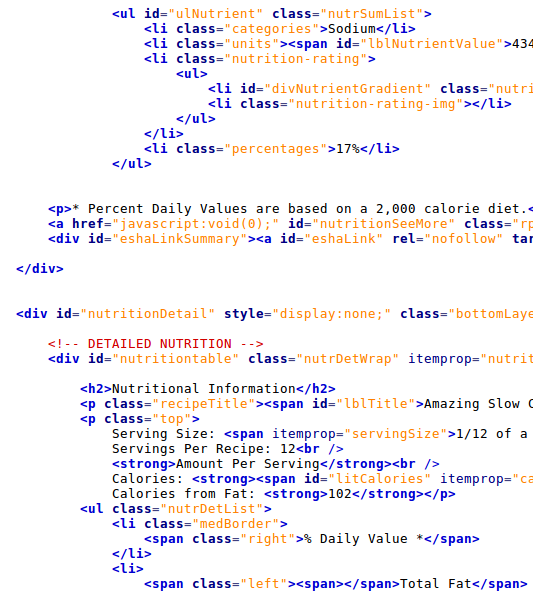 <ul id="ulNutrient" class="nutrSumList">
<li class="categories">Sodium</li>
<li class="units"><span id="lblNutrientValue">434
<li class="nutrition-rating">
<ul>
<li id="divNutrientGradient" class="nutri
<li class="nutrition-rating-img"></li>
</ul>
</li>
<li class="percentages">17%</li>
</ul>
<p>* Percent Daily Values are based on a 2,000 calorie diet.<
<a href="javascript:void(0);" id="nutritionSeeMore" class="rp
<div id="eshaLinkSummary"><a id="eshaLink" rel="nofollow" tar
</div>
<div id="nutritionDetail" style="display:none;" class="bottomLaye
<!-- DETAILED NUTRITION -->
<div id="nutritiontable" class="nutrDetWrap" itemprop="nutrit
<h2>Nutritional Information</h2>
<p class="recipeTitle"><span id="lblTitle">Amazing Slow C
<p class="top">
Serving Size: <span itemprop="servingSize">1/12 of a
Servings Per Recipe: 12<br />
<strong>Amount Per Serving</strong><br />
Calories: <strong><span id="litCalories" itemprop="ca
Calories from Fat: <strong>102</strong></p>
<ul class="nutrDetList">
<li class="medBorder">
<span class="right">% Daily Value *</span>
</li>
<li>
<span class="left"><span></span>Total Fat</span>